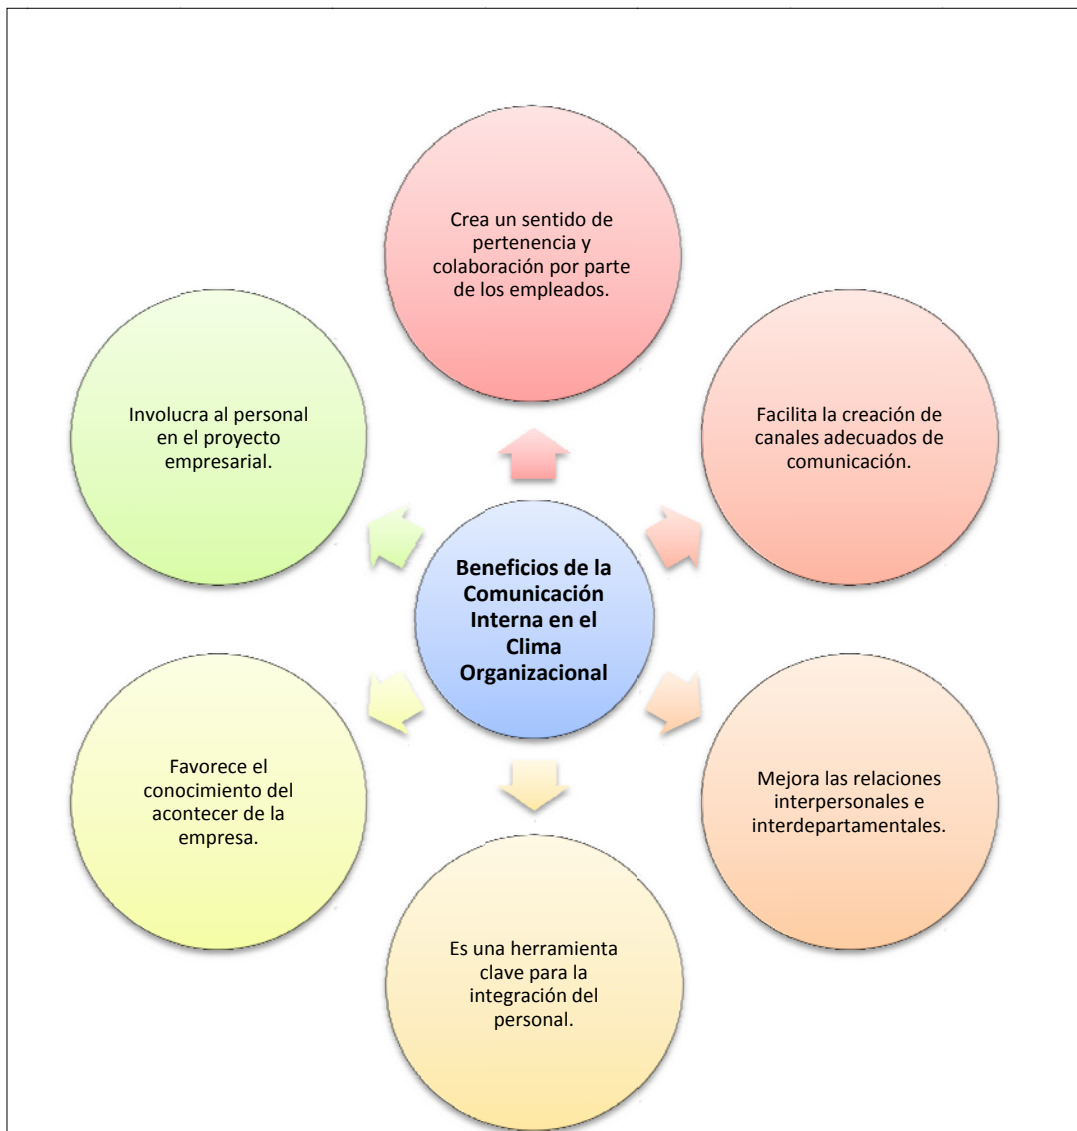 Crea un sentido de
pertenencia y
colaboración por parte
de los empleados.
Involucra al personal
en el proyecto
empresarial.
Facilita la creación de
canales adecuados de
comunicación.
Beneficios de la
Comunicación
Interna en el
Clima
Organizacional
Favorece el
conocimiento del
acontecer de la
empresa.
Mejora las relaciones
interpersonales e
interdepartamentales.
Es una herramienta
clave para la
integración del
personal.